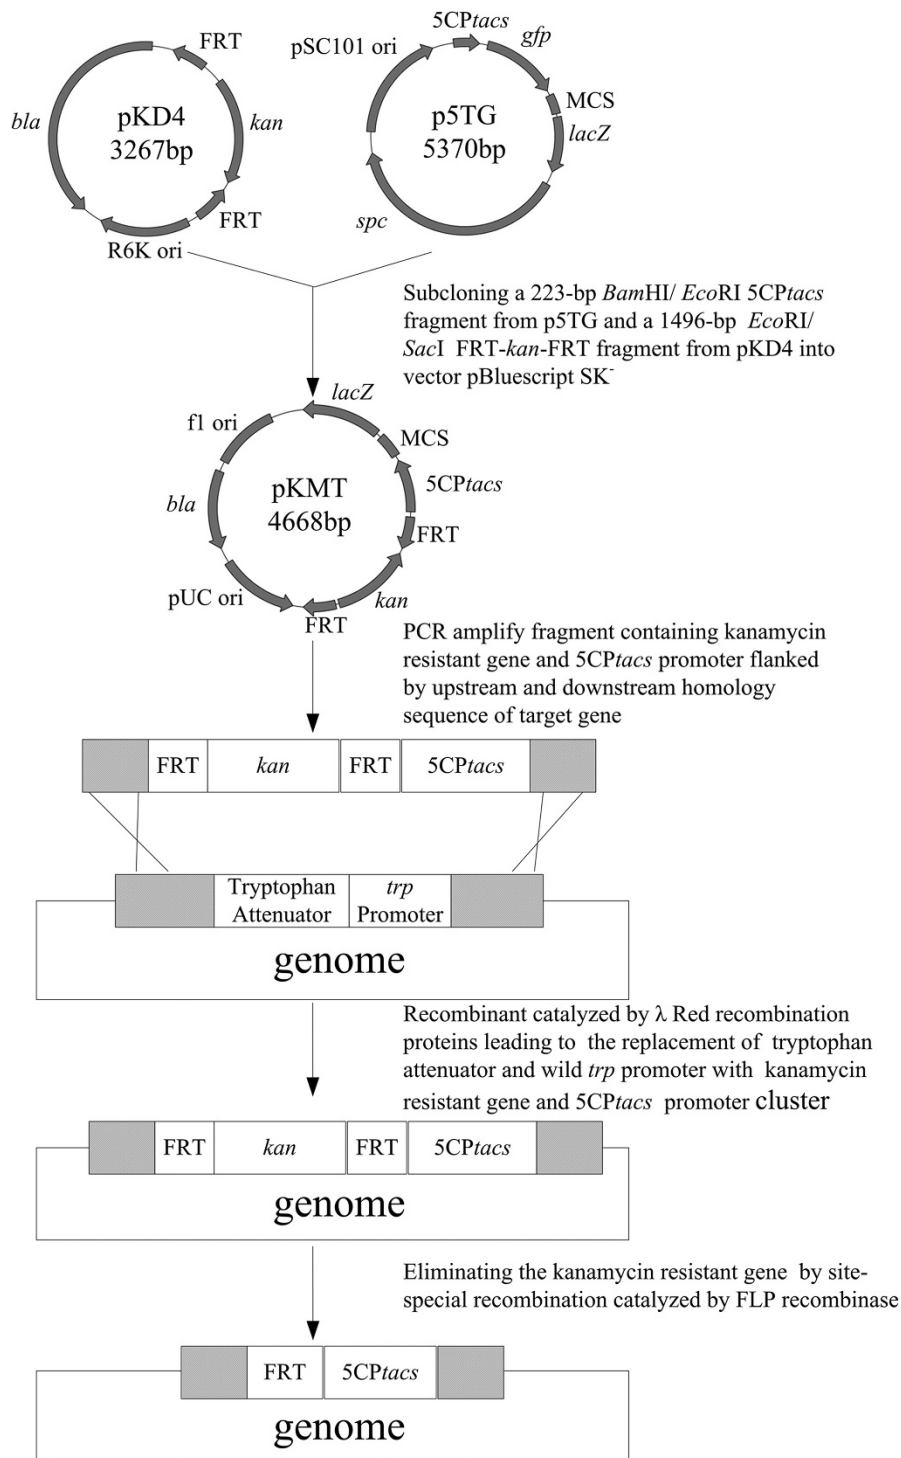 FRT
bla
pKD4
3267bp
kan
FRT
R6K ori
5CPtacs
pSC101 ori
gfp
MCS
p5TG
5370bp
lacZ
spc
Subcloning a 223-bp BamHI/ EcoRI 5CPtacs
fragment from p5TG and a 1496-bp EcoRI/
SacI FRT-kan-FRT fragment from pKD4 into
vector pBluescript SK-
lacZ
f1 ori
MCS
5CPtacs
bla
pKMT
4668bp
FRT
pUC ori
kan
FRT
PCR amplify fragment containing kanamycin
resistant gene and 5CPtacs promoter flanked
by upstream and downstream homology
sequence of target gene
FRT kan FRT 5CPtacs
Tryptophan
Attenuator
trp
Promoter
genome
Recombinant catalyzed by λ Red recombination
proteins leading to the replacement of tryptophan
attenuator and wild trp promoter with kanamycin
resistant gene and 5CPtacs promoter cluster
FRT kan FRT 5CPtacs
genome
Eliminating the kanamycin resistant gene by site-
special recombination catalyzed by FLP recombinase
FRT 5CPtacs
genome